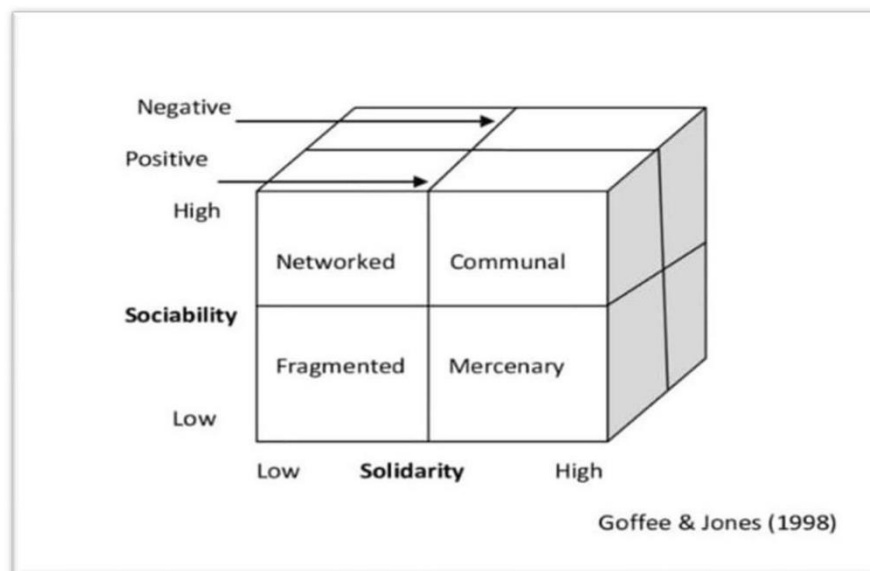 Negative
Positive
High
Networked Communal
Sociability
Fragmented Mercenary
Low
Low Solidarity High
Goffee & Jones (1998)